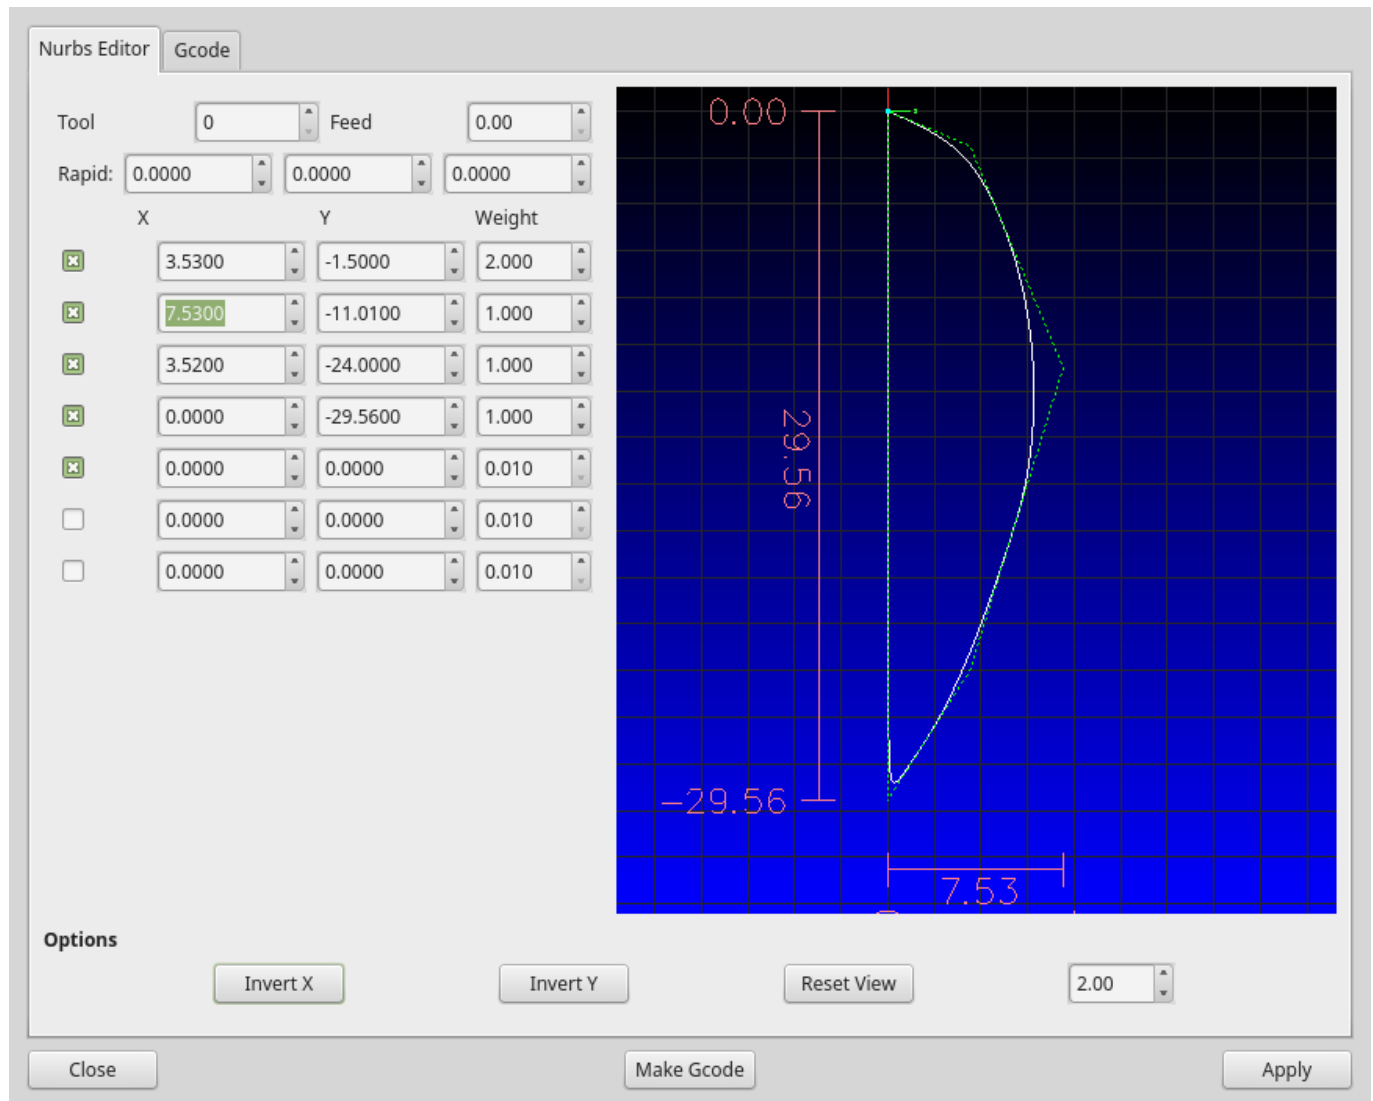 Nurbs Editor Gcode
Tool 0 Feed 0.00
Rapid: 0.0000 0.0000 0.0000
X Y Weight
3.5300 -1.5000 2.000
7.5300 -11.0100 1.000
3.5200 -24.0000 1.000
0.0000 -29.5600 1.000
0.0000 0.0000 0.010
0.0000 0.0000 0.010
0.0000 0.0000 0.010
0.00
29.56
-29.56
7.53
Options
Invert X Invert Y Reset View 2.00
Close Make Gcode Apply